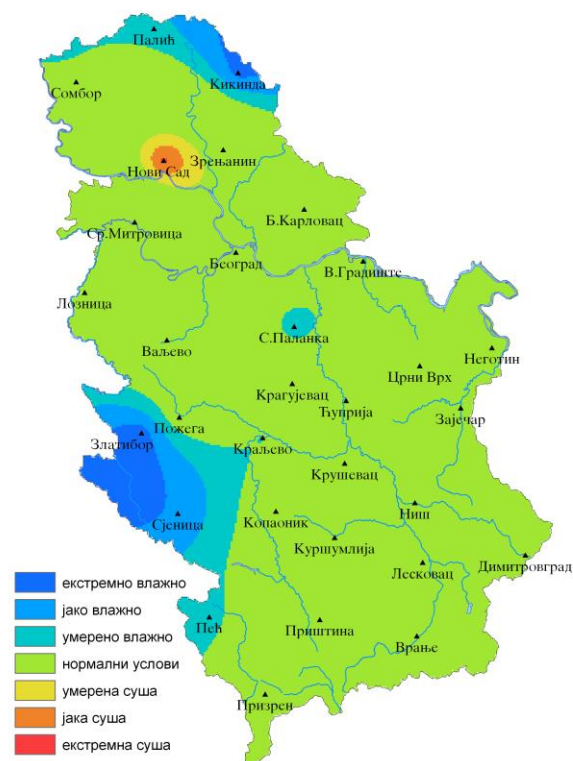 Палић
Кикинда
Сомбор
Зрењанин
Нови Сад
Б.Карловац
Ср.Митровица
Београд
В.Градиште
Лозница
С.Паланка
Ваљево
Неготин
Црни Врх
Крагујевац
Ћуприја
Зајечар
Пожега
Златибор
Краљево
Крушевац
Ниш
Сјеница
Копаоник
Куршумлија
Димитровград
Лесковац
Пећ
Приштина
Врање
Призрен
екстремно влажно
јако влажно
умерено влажно
нормални услови
умерена суша
јака суша
екстремна суша